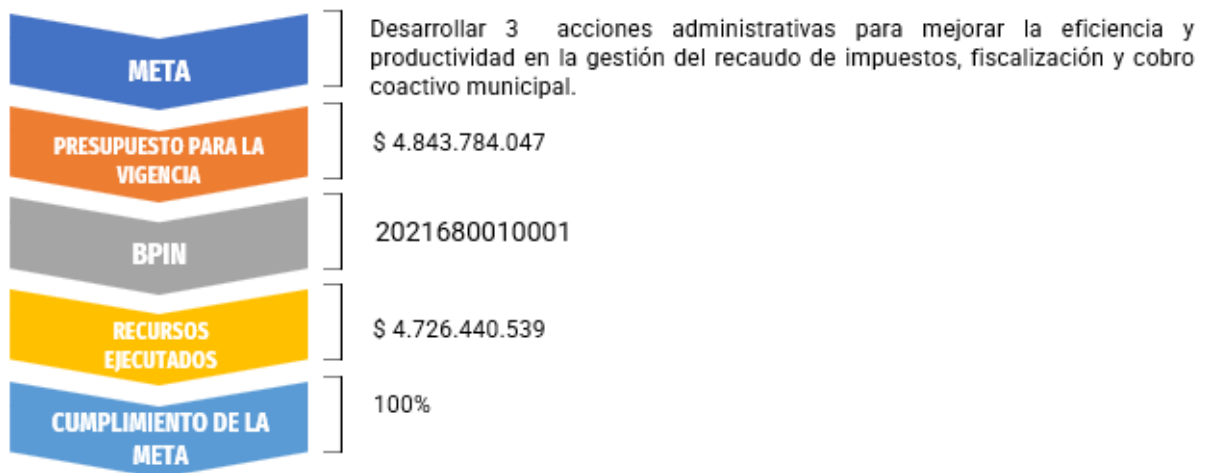 META
Desarrollar 3 acciones administrativas para mejorar la eficiencia y
productividad en la gestión del recaudo de impuestos, fiscalización y cobro
coactivo municipal.
PRESUPUESTO PARA LA
VIGENCIA
$ 4.843.784.047
BPIN
2021680010001
RECURSOS
EJECUTADOS
$ 4.726.440.539
CUMPLIMIENTO DE LA
META
100%